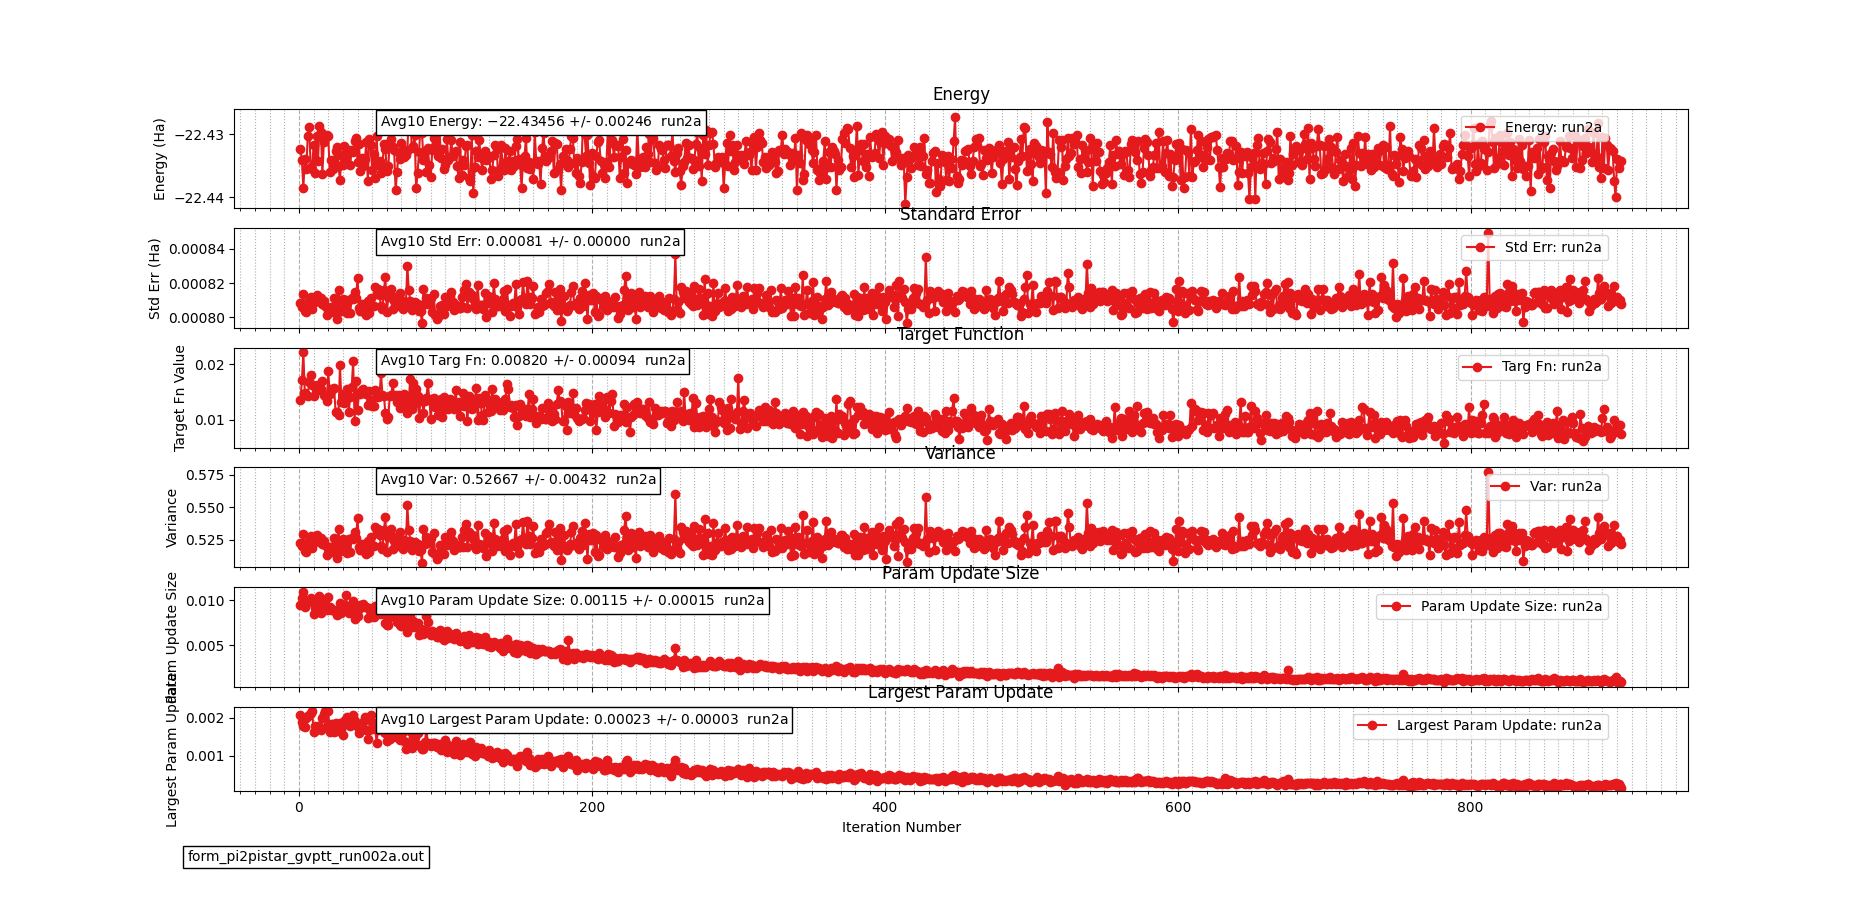 Energy
Energy (Ha)
−22.43
−22.44
Avg10 Energy: −22.43456 +/- 0.00246 run2a
Energy: run2a
Standard Error
Std Err (Ha)
0.00084
0.00082
0.00080
Avg10 Std Err: 0.00081 +/- 0.00000 run2a
Std Err: run2a
Target Function
Target Fn Value
0.02
0.01
Avg10 Targ Fn: 0.00820 +/- 0.00094 run2a
Targ Fn: run2a
Variance
Variance
0.575
0.550
0.525
Avg10 Var: 0.52667 +/- 0.00432 run2a
Var: run2a
Param Update Size
Param Update Size
0.010
0.005
Avg10 Param Update Size: 0.00115 +/- 0.00015 run2a
Param Update Size: run2a
Largest Param Update
Largest Param Update
0.002
0.001
Avg10 Largest Param Update: 0.00023 +/- 0.00003 run2a
Largest Param Update: run2a
0 200 400 600 800
Iteration Number
form_pi2pistar_gvptt_run002a.out